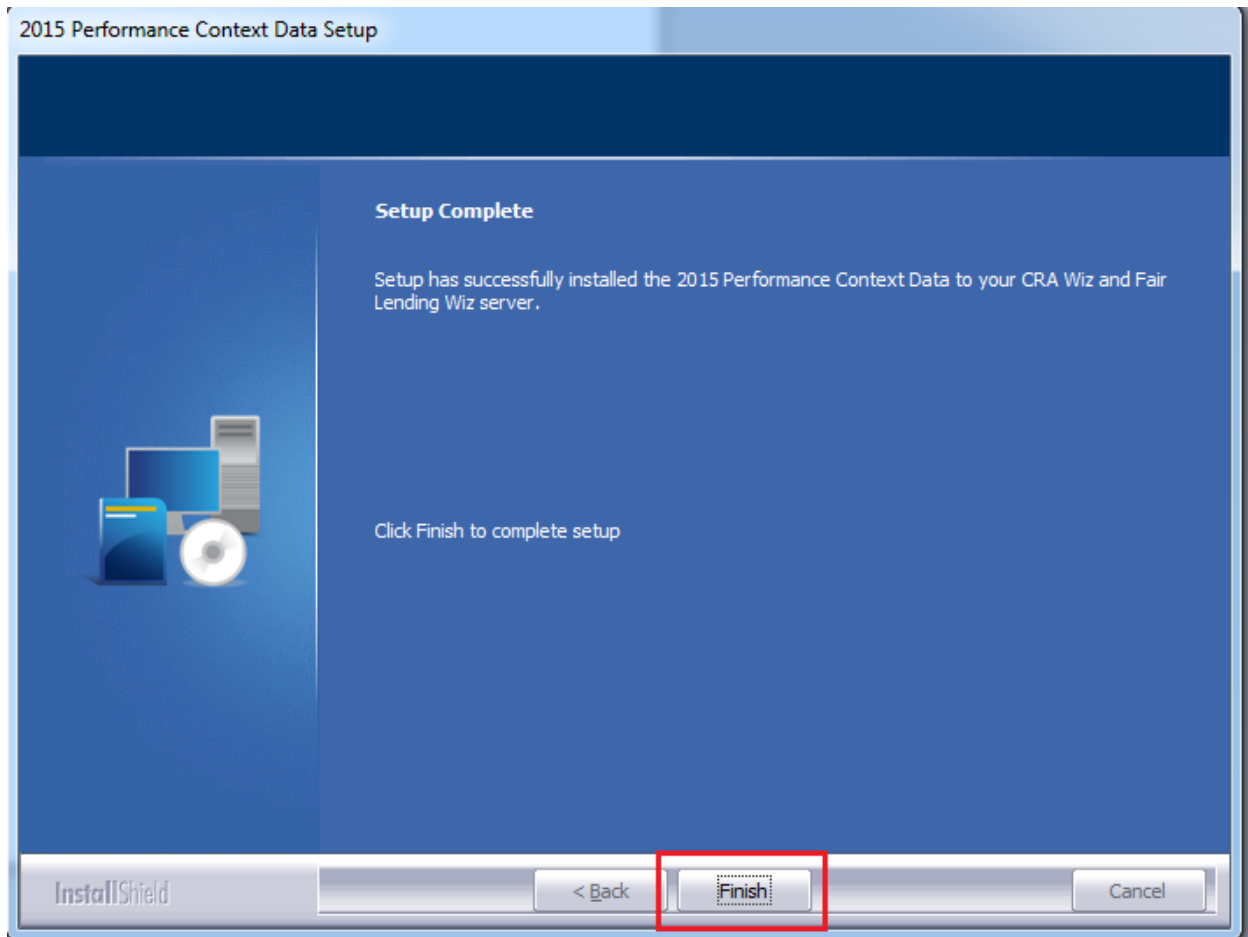 2015 Performance Context Data Setup
Setup Complete
Setup has successfully installed the 2015 Performance Context Data to your CRA Wiz and Fair
Lending Wiz server.
Click Finish to complete setup
InstallShield
< Back
Finish
Cancel